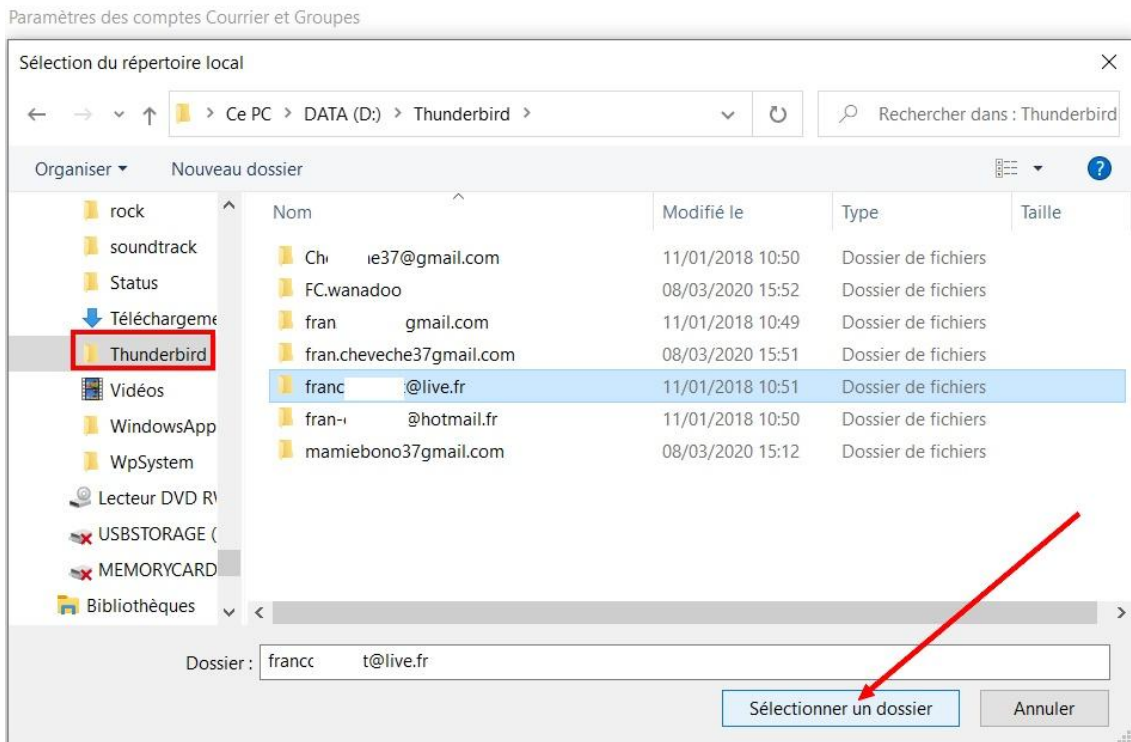 Paramètres des comptes Courrier et Groupes
Sélection du répertoire local
Ce PC > DATA (D:) > Thunderbird >
Rechercher dans : Thunderbird
Organiser Nouveau dossier
rock
soundtrack
Status
Téléchargeme
Thunderbird
Vidéos
WindowsApp
WpSystem
Lecteur DVD R
USBSTORAGE (
MEMORYCARD
Bibliothèques
Nom Modifié le Type Taille
Ch e37@gmail.com 11/01/2018 10:50 Dossier de fichiers
FC.wanadoo 08/03/2020 15:52 Dossier de fichiers
fran gmail.com 11/01/2018 10:49 Dossier de fichiers
fran.cheveche37gmail.com 08/03/2020 15:51 Dossier de fichiers
franc @live.fr 11/01/2018 10:51 Dossier de fichiers
fran- @hotmail.fr 11/01/2018 10:50 Dossier de fichiers
mamiebono37gmail.com 08/03/2020 15:12 Dossier de fichiers
Dossier : franc t@live.fr
Sélectionner un dossier Annuler